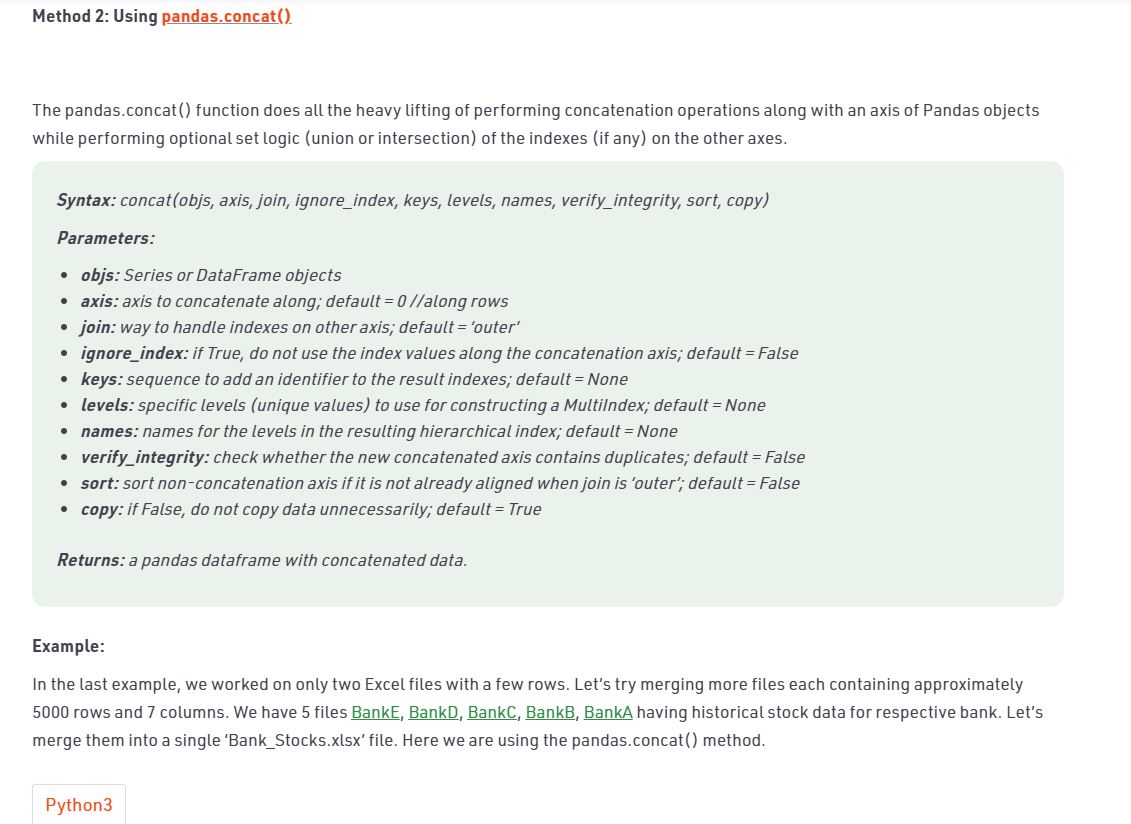 Method 2: Using pandas.concat()
The pandas.concat() function does all the heavy lifting of performing concatenation operations along with an axis of Pandas objects
while performing optional set logic (union or intersection) of the indexes (if any) on the other axes.
Syntax: concat(objs, axis, join, ignore_index, keys, levels, names, verify_integrity, sort, copy)
Parameters:
• objs: Series or DataFrame objects
• axis: axis to concatenate along; default = 0 //along rows
• join: way to handle indexes on other axis; default = ‘outer’
• ignore_index: if True, do not use the index values along the concatenation axis; default = False
• keys: sequence to add an identifier to the result indexes; default = None
• levels: specific levels (unique values) to use for constructing a MultiIndex; default = None
• names: names for the levels in the resulting hierarchical index; default = None
• verify_integrity: check whether the new concatenated axis contains duplicates; default = False
• sort: sort non-concatenation axis if it is not already aligned when join is ‘outer’; default = False
• copy: if False, do not copy data unnecessarily; default = True
Returns: a pandas dataframe with concatenated data.
Example:
In the last example, we worked on only two Excel files with a few rows. Let’s try merging more files each containing approximately
5000 rows and 7 columns. We have 5 files BankE, BankD, BankC, BankB, BankA having historical stock data for respective bank. Let’s
merge them into a single ‘Bank_Stocks.xlsx’ file. Here we are using the pandas.concat() method.
Python3